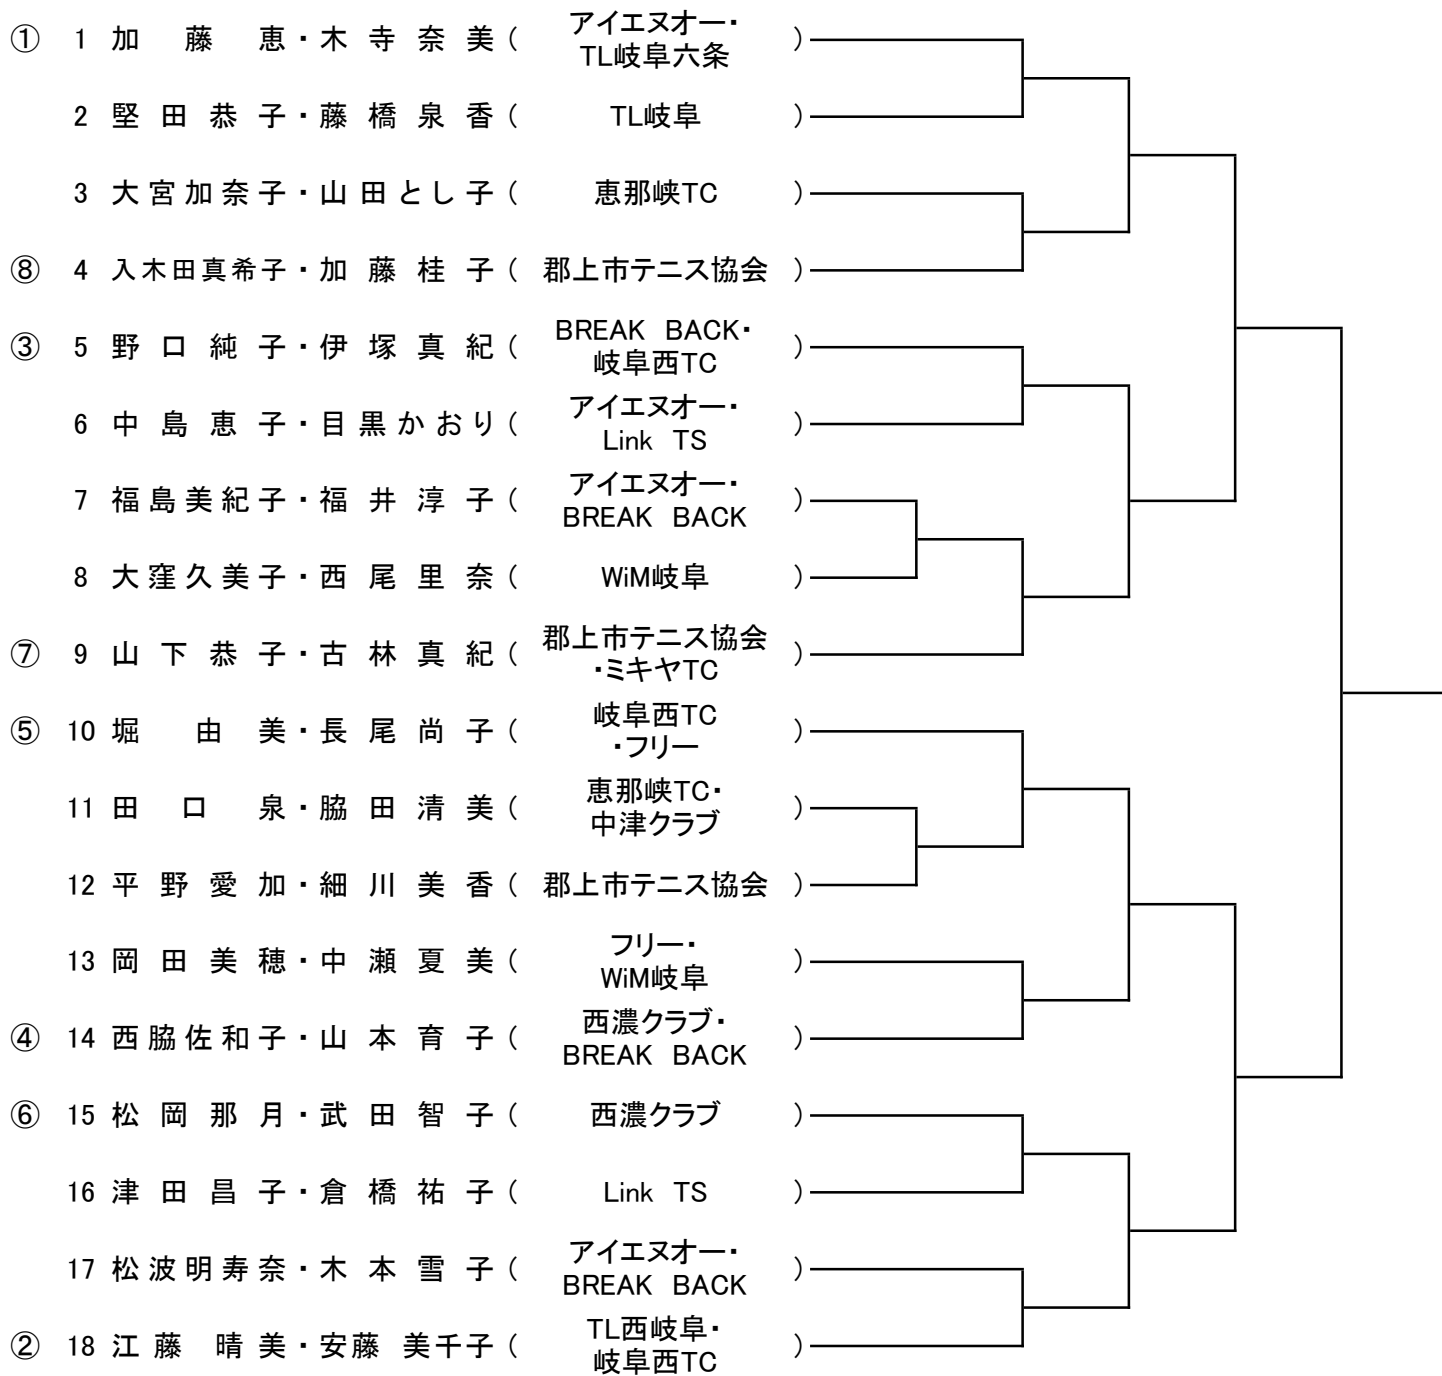 ① 1 加藤恵・木寺奈美 ( アイエヌオー・
TL岐阜六条 )
2 堅田恭子・藤橋泉香 ( TL岐阜 )
3 大宮加奈子・山田とし子 ( 恵那峡TC )
⑧ 4 入木田真希子・加藤桂子 ( 郡上市テニス協会 )
③ 5 野口純子・伊塚真紀 ( BREAK BACK・
岐阜西TC )
6 中島恵子・目黒かおり ( アイエヌオー・
Link TS )
7 福島美紀子・福井淳子 ( アイエヌオー・
BREAK BACK )
8 大窪久美子・西尾里奈 ( WiM岐阜 )
⑦ 9 山下恭子・古林真紀 ( 郡上市テニス協会
・ミキヤTC )
⑤ 10 堀由美・長尾尚子 ( 岐阜西TC
・フリー )
11 田口泉・脇田清美 ( 恵那峡TC・
中津クラブ )
12 平野愛加・細川美香 ( 郡上市テニス協会 )
13 岡田美穂・中瀬夏美 ( フリー・
WiM岐阜 )
④ 14 西脇佐和子・山本育子 ( 西濃クラブ・
BREAK BACK )
⑥ 15 松岡那月・武田智子 ( 西濃クラブ )
16 津田昌子・倉橋祐子 ( Link TS )
17 松波明寿奈・木本雪子 ( アイエヌオー・
BREAK BACK )
② 18 江藤 晴美・安藤 美千子 ( TL西岐阜・
岐阜西TC )